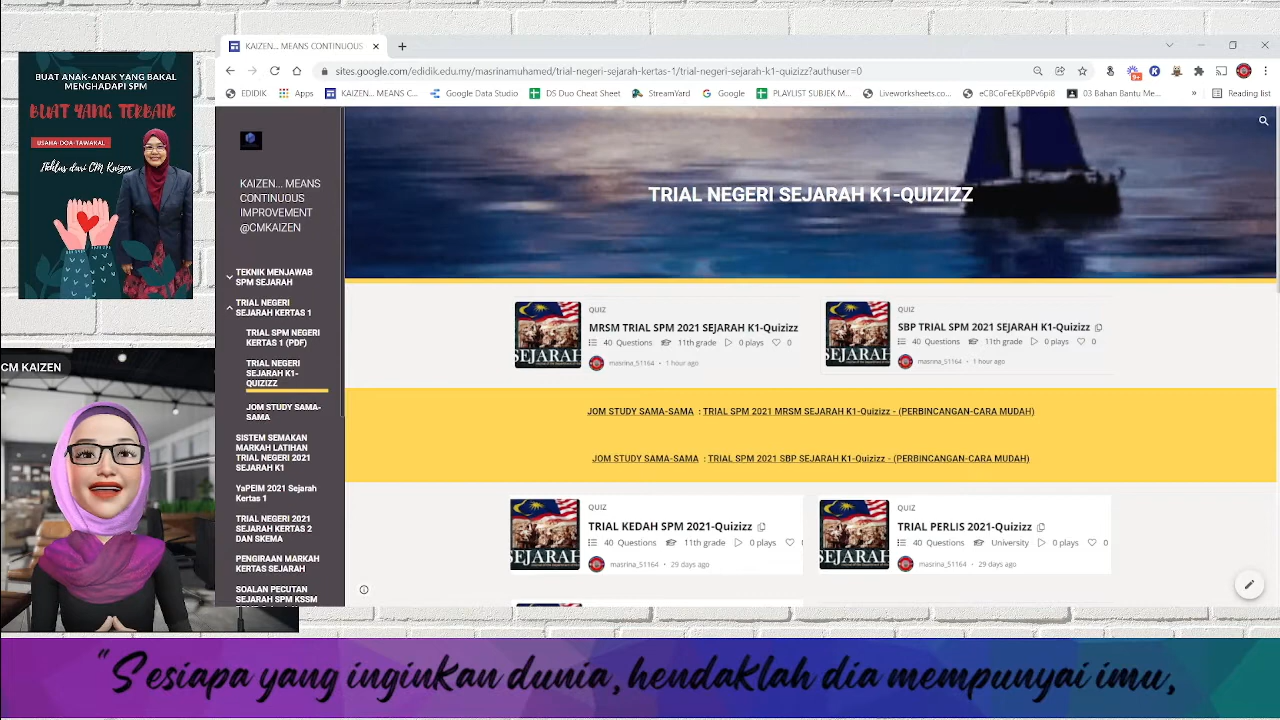 BUAT ANAK-ANAK YANG BAKAL
MENGHADAPI SPM
BUAT YANG TERBAIK
USAHA-DOA-TAWAKAL
Ikhlas dari CM Kaizen
CM KAIZEN
KAIZEN... MEANS CONTINUOUS
sites.google.com/edidik.edu.my/masrinamuhamed/trial-negeri-sejarah-kertas-1/trial-negeri-sejarah-k1-quizizz?authuser=0
9+
EDIDIK
Apps
KAIZEN... MEANS C...
Google Data Studio
DS Duo Cheat Sheet
StreamYard
Google
PLAYLIST SUBJEK M...
Liveworksheets.co...
eCBCoFeEKpBPv6pi8
03 Bahan Bantu Me...
»
Reading list
KAIZEN... MEANS
CONTINUOUS
IMPROVEMENT
@CMKAIZEN
TEKNIK MENJAWAB
SPM SEJARAH
TRIAL NEGERI
SEJARAH KERTAS 1
TRIAL SPM NEGERI
KERTAS 1 (PDF)
TRIAL NEGERI
SEJARAH K1-
QUIZIZZ
JOM STUDY SAMA-
SAMA
SISTEM SEMAKAN
MARKAH LATIHAN
TRIAL NEGERI 2021
SEJARAH K1
YaPEIM 2021 Sejarah
Kertas 1
TRIAL NEGERI 2021
SEJARAH KERTAS 2
DAN SKEMA
PENGIRAAN MARKAH
KERTAS SEJARAH
SOALAN PECUTAN
SEJARAH SPM KSSM
TRIAL NEGERI SEJARAH K1-QUIZIZZ
SEJARAH
QUIZ
MRSM TRIAL SPM 2021 SEJARAH K1-Quizizz
40 Questions 11th grade 0 plays 0
masrina_51164 • 1 hour ago
SEJARAH
QUIZ
SBP TRIAL SPM 2021 SEJARAH K1-Quizizz
40 Questions 11th grade 0 plays 0
masrina_51164 • 1 hour ago
JOM STUDY SAMA-SAMA : TRIAL SPM 2021 MRSM SEJARAH K1-Quizizz - (PERBINCANGAN-CARA MUDAH)
JOM STUDY SAMA-SAMA : TRIAL SPM 2021 SBP SEJARAH K1-Quizizz - (PERBINCANGAN-CARA MUDAH)
SEJARAH
QUIZ
TRIAL KEDAH SPM 2021-Quizizz
40 Questions 11th grade 0 plays
masrina_51164 • 29 days ago
SEJARAH
QUIZ
TRIAL PERLIS 2021-Quizizz
40 Questions University 0 plays 0
masrina_51164 • 29 days ago
"Sesiapa yang inginkan dunia, hendaklah dia mempunyai imu,